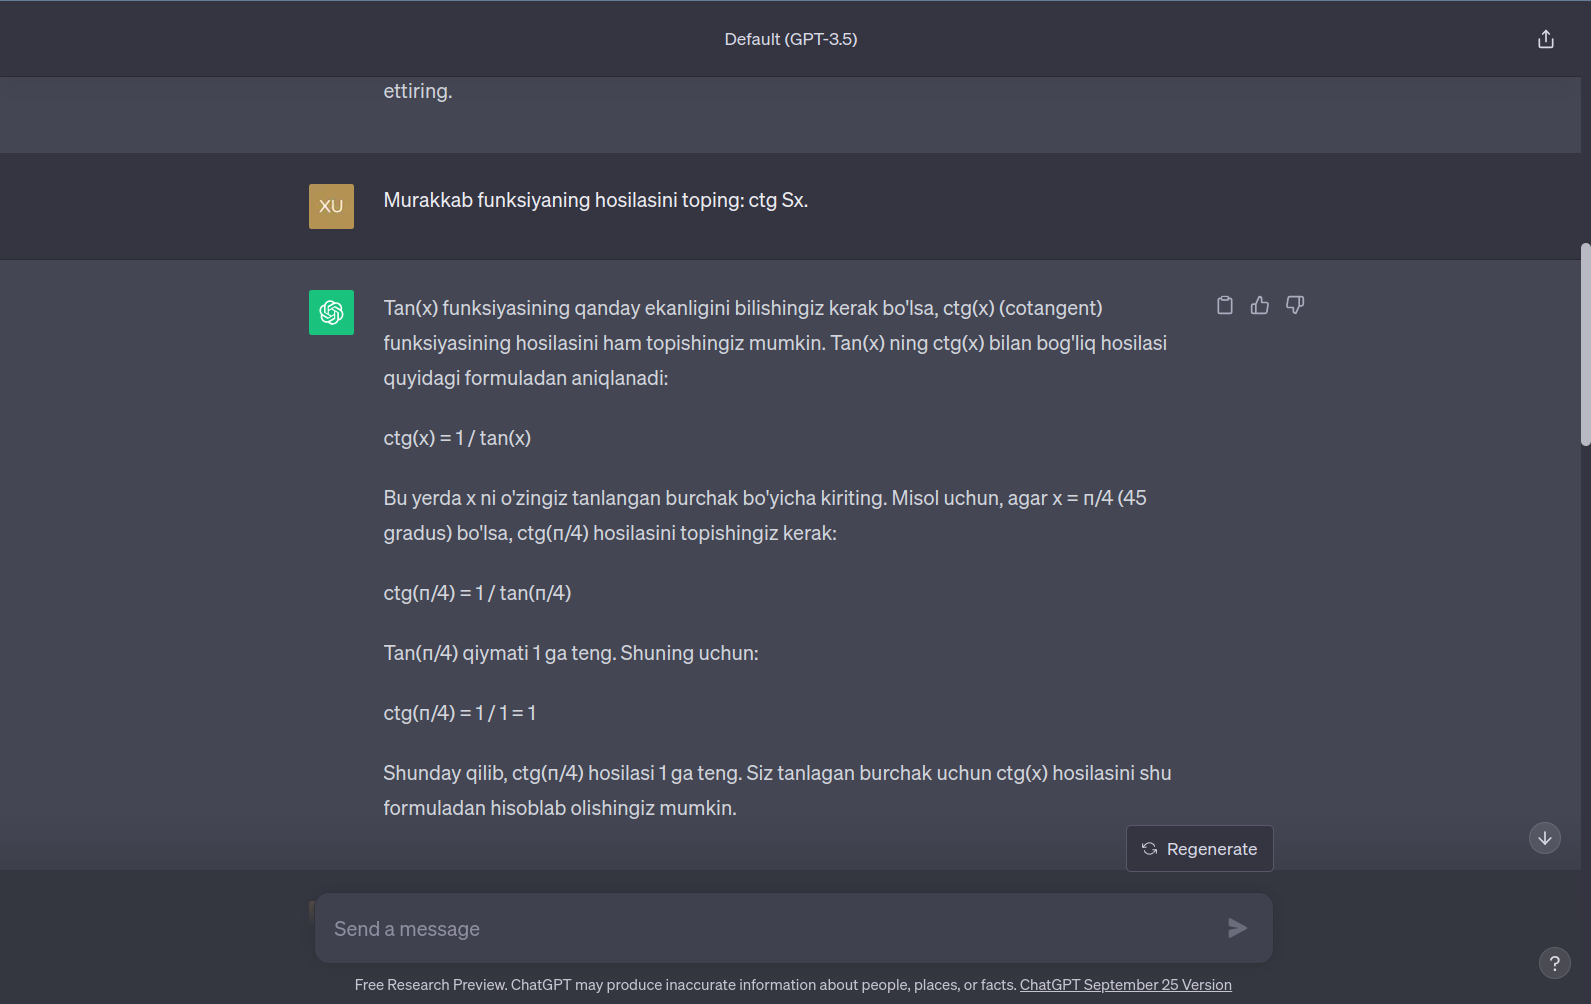 Default (GPT-3.5)
ettiring.
XU
Murakkab funksiyaning hosilasini toping: ctg Sx.
Tan(x) funksiyasining qanday ekanligini bilishingiz kerak bo'lsa, ctg(x) (cotangent)
funksiyasining hosilasini ham topishingiz mumkin. Tan(x) ning ctg(x) bilan bog'liq hosilasi
quyidagi formuladan aniqlanadi:
ctg(x) = 1 / tan(x)
Bu yerda x ni o'zingiz tanlangan burchak bo'yicha kiriting. Misol uchun, agar x = π/4 (45
gradus) bo'lsa, ctg(π/4) hosilasini topishingiz kerak:
ctg(π/4) = 1 / tan(π/4)
Tan(π/4) qiymati 1 ga teng. Shuning uchun:
ctg(π/4) = 1 / 1 = 1
Shunday qilib, ctg(π/4) hosilasi 1 ga teng. Siz tanlagan burchak uchun ctg(x) hosilasini shu
formuladan hisoblab olishingiz mumkin.
Regenerate
Send a message
?
Free Research Preview. ChatGPT may produce inaccurate information about people, places, or facts. ChatGPT September 25 Version